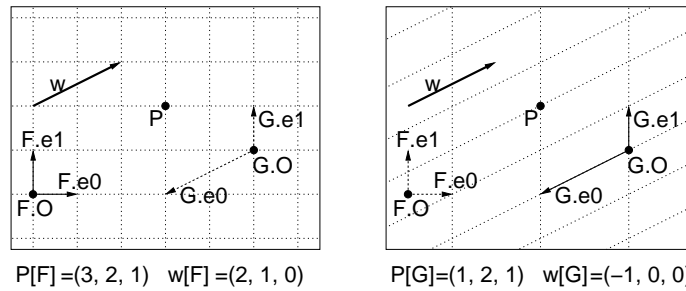 w
P
G.e1
F.e1
G.O
F.e0
G.e0
F.O
P[F] =(3, 2, 1) w[F] =(2, 1, 0)
w
P
G.e1
F.e1
G.O
F.e0
G.e0
F.O
P[G] =(1, 2, 1) w[G] =(−1, 0, 0)